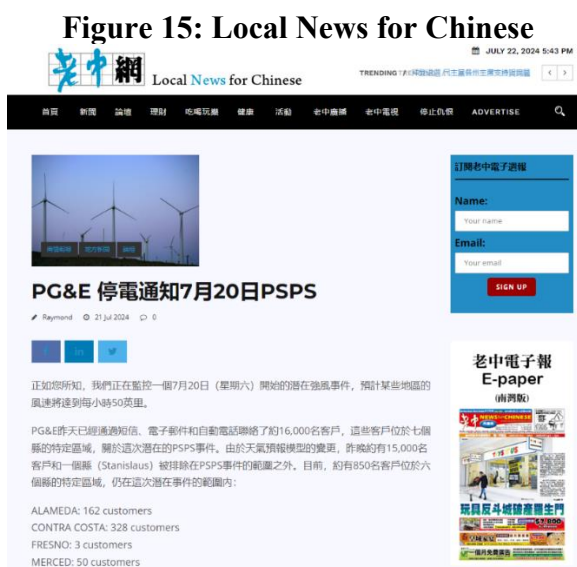 Figure 15: Local News for Chinese
老中網 Local News for Chinese
JULY 22, 2024 5:43 PM
TRENDING
首頁 新聞 論壇 理財 吃喝玩樂 健康 活動 老中廣播 老中電視 停止仇恨 ADVERTISE
PG&E 停電通知7月20日PSPS
Raymond 21 Jul 2024 0
f in
正如您所知，我們正在監控一個7月20日（星期六）開始的潛在強風事件，預計某些地區的
風速將達到每小時50英里。
PG&E昨天已經通過短信、電子郵件和自動電話聯絡了約16,000名客戶，這些客戶位於七個
縣的特定區域，關於這次潛在的PSPS事件。由於天氣預報模型的變更，昨晚約有15,000名
客戶和一個縣（Stanislaus）被排除在PSPS事件的範圍之外。目前，約有850名客戶位於六
個縣的特定區域，仍在這次潛在事件的範圍内：
ALAMEDA: 162 customers
CONTRA COSTA: 328 customers
FRESNO: 3 customers
MERCED: 50 customers
訂閱老中電子週報
Name:
Your name
Email:
Your email
SIGN UP
老中電子報
E-paper
(南灣版)
玩具反斗城破產羅生門